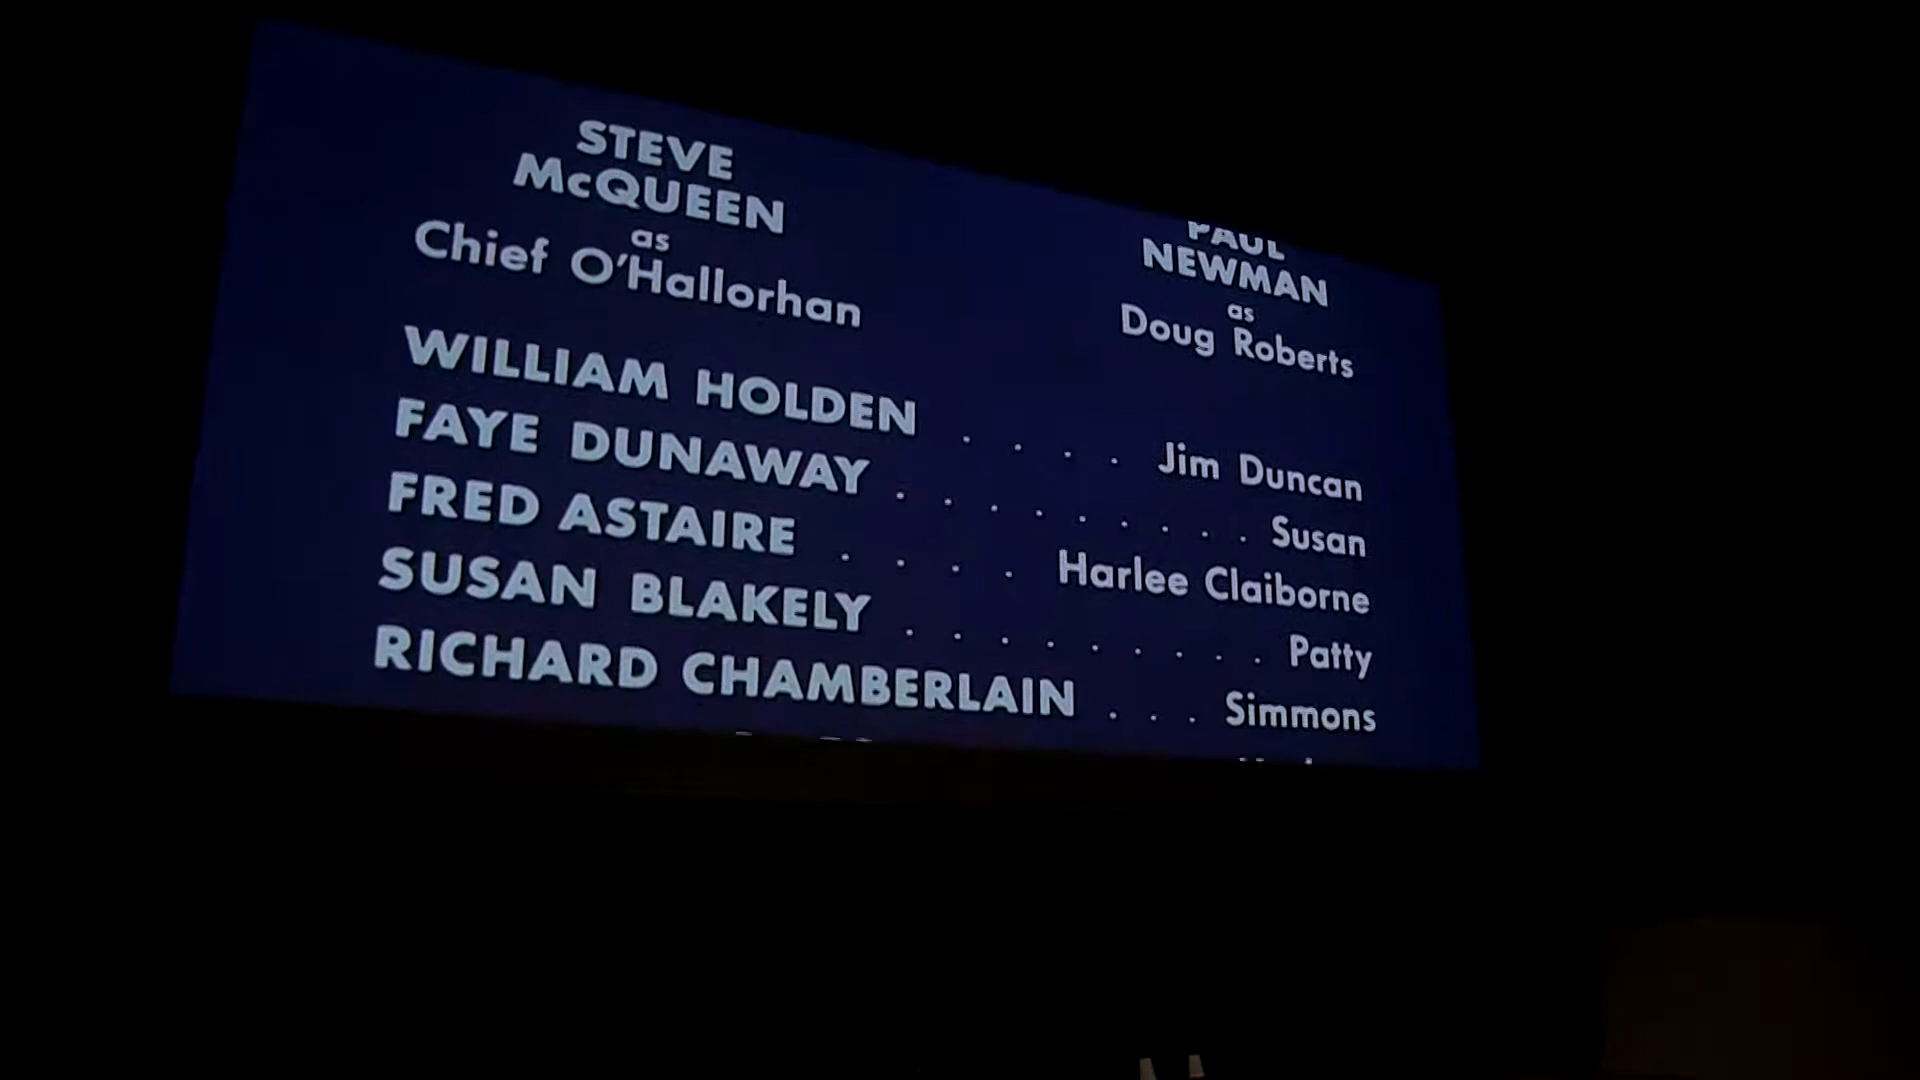 STEVE
McQUEEN
as
Chief O'Hallorhan
PAUL
NEWMAN
as
Doug Roberts
WILLIAM HOLDEN . . . . Jim Duncan
FAYE DUNAWAY . . . . . . . . Susan
FRED ASTAIRE . . . . Harlee Claiborne
SUSAN BLAKELY . . . . . . . . Patty
RICHARD CHAMBERLAIN . . . Simmons